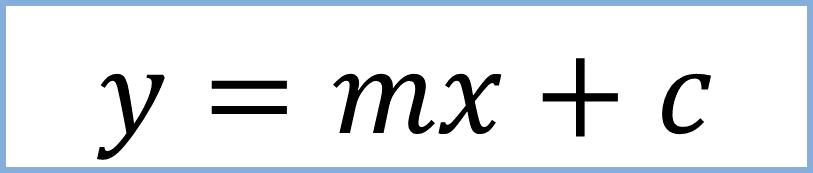 y = mx + c